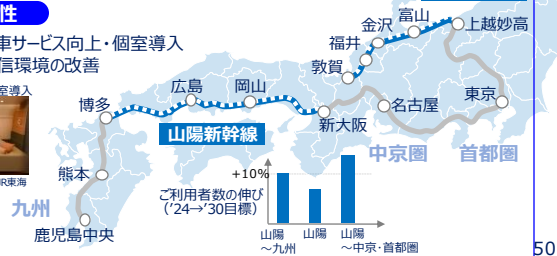 性
車サービス向上・個室導入
信環境の改善
室導入
JR東海
富山
金沢
上越妙高
福井
敦賀
広島
岡山
東京
博多
名古屋
新大阪
山陽新幹線
中京圏
首都圏
熊本
+10%
ご利用者数の伸び
（’24→’30目標）
九州
山陽
～九州
山陽
山陽
～中京・首都圏
鹿児島中央
50